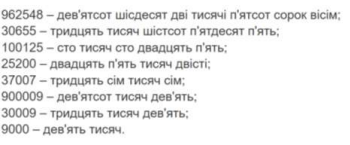 962548 – дев'ятсот шісдесят дві тисячі п'ятсот сорок вісім;
30655 – тридцять тисяч шістсот п'ятдесят п'ять;
100125 – сто тисяч сто двадцять п'ять;
25200 – двадцять п'ять тисяч двісті;
37007 – тридцять сім тисяч сім;
900009 – дев'ятсот тисяч дев'ять;
30009 – тридцять тисяч дев'ять;
9000 – дев'ять тисяч.